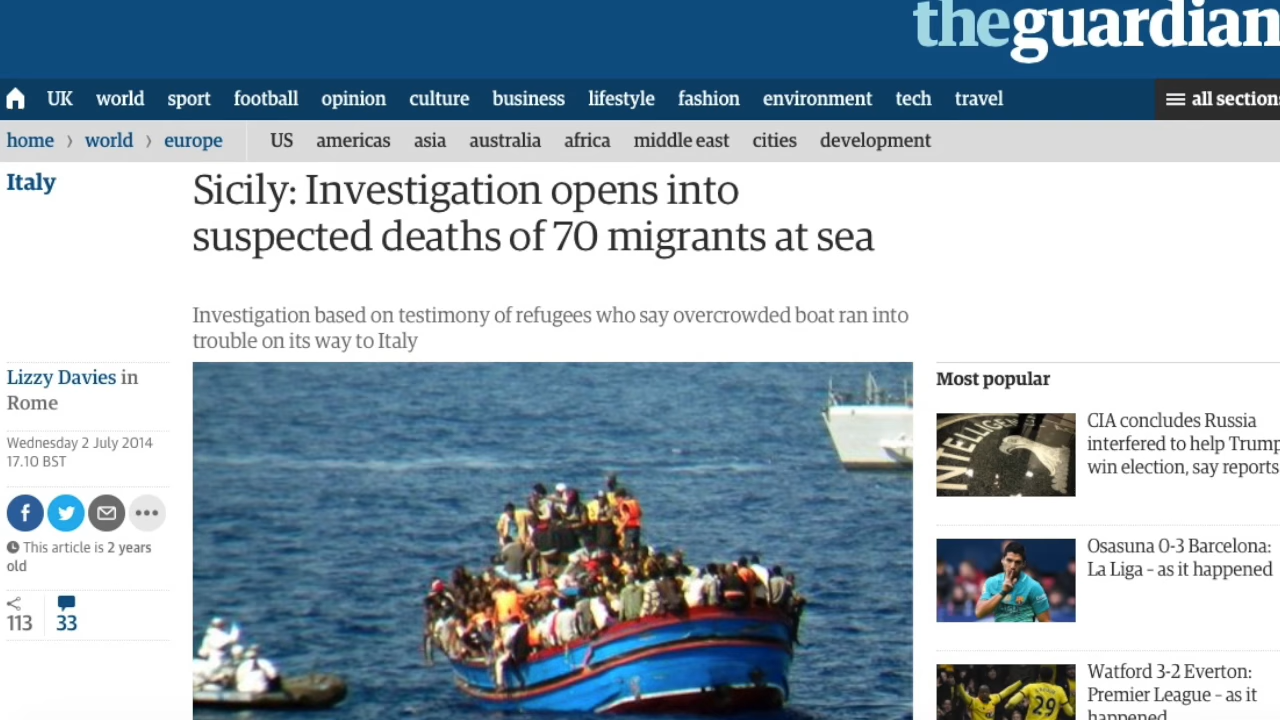 theguardian
UK world sport football opinion culture business lifestyle fashion environment tech travel
all section
home › world › europe US americas asia australia africa middle east cities development
Italy
Sicily: Investigation opens into
suspected deaths of 70 migrants at sea
Investigation based on testimony of refugees who say overcrowded boat ran into
trouble on its way to Italy
Lizzy Davies in
Rome
Wednesday 2 July 2014
17.10 BST
This article is 2 years
old
113 33
Most popular
INTELLIGEN
CIA concludes Russia
interfered to help Trump
win election, say reports
Osasuna 0-3 Barcelona:
La Liga – as it happened
Watford 3-2 Everton:
Premier League – as it
happened
29